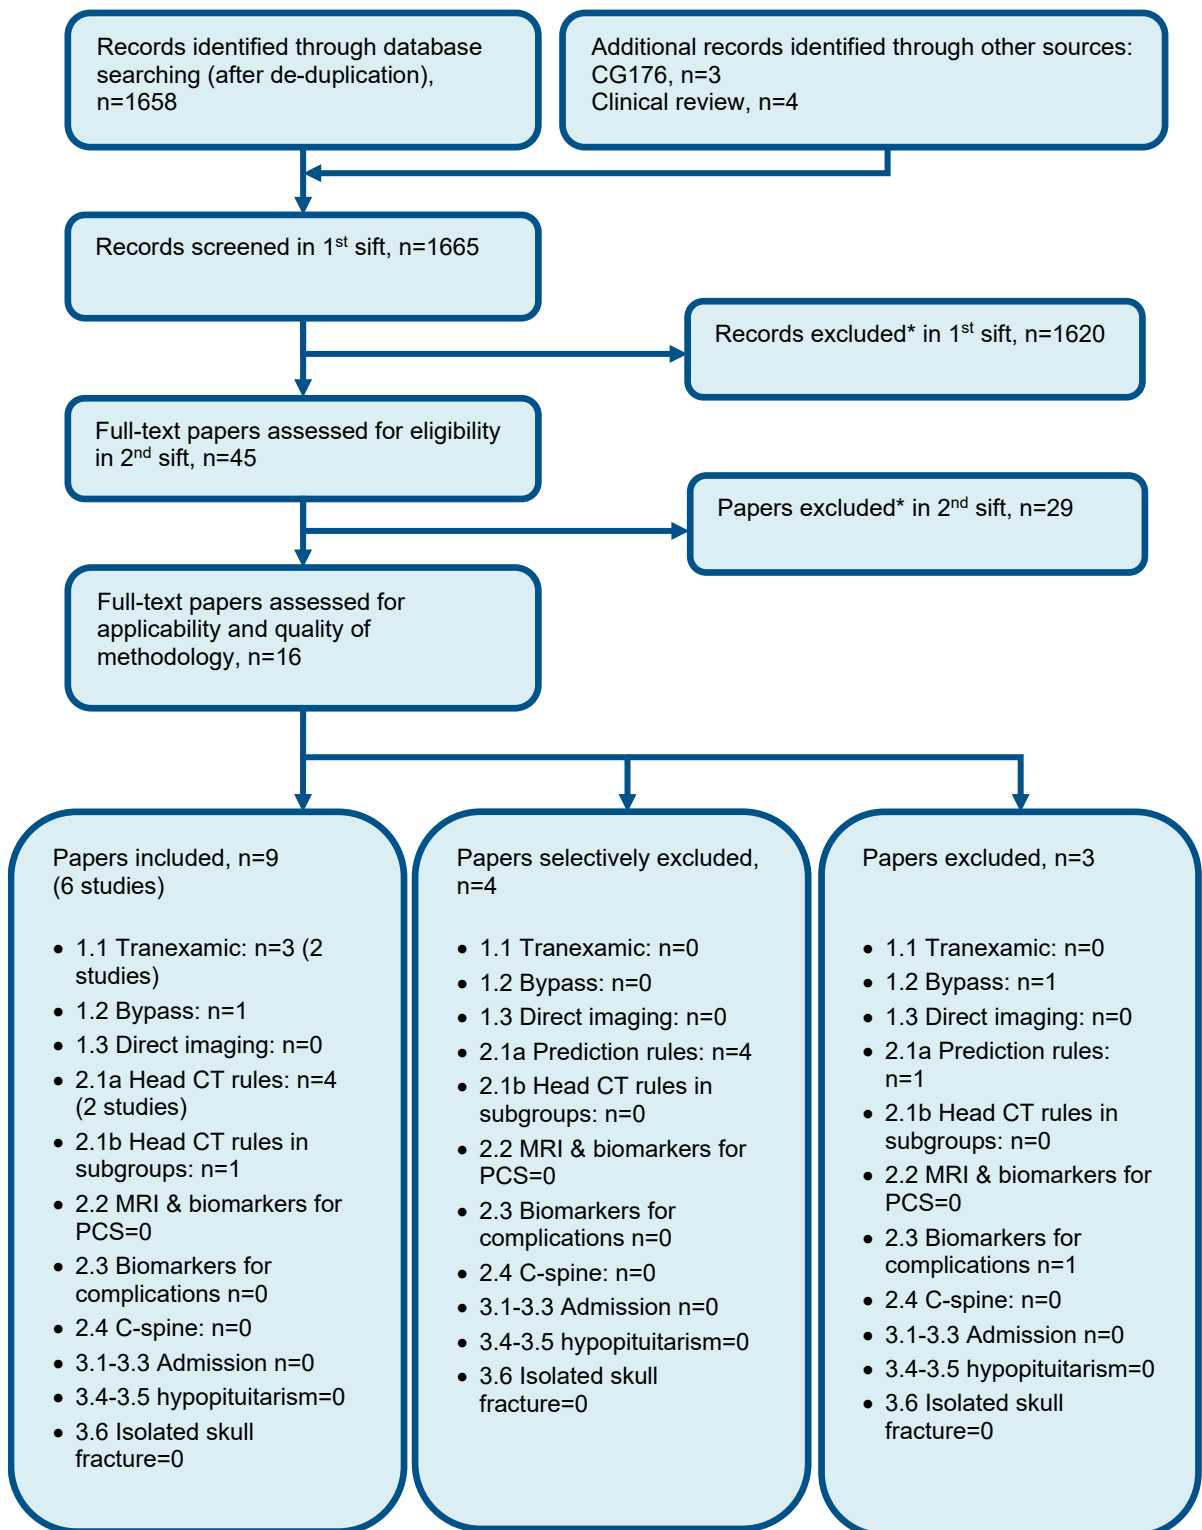 Records identified through database
searching (after de-duplication),
n=1658
Additional records identified through other sources:
CG176, n=3
Clinical review, n=4
Records screened in 1st sift, n=1665
Records excluded* in 1st sift, n=1620
Full-text papers assessed for eligibility
in 2nd sift, n=45
Papers excluded* in 2nd sift, n=29
Full-text papers assessed for
applicability and quality of
methodology, n=16
Papers included, n=9
(6 studies)
• 1.1 Tranexamic: n=3 (2
studies)
• 1.2 Bypass: n=1
• 1.3 Direct imaging: n=0
• 2.1a Head CT rules: n=4
(2 studies)
• 2.1b Head CT rules in
subgroups: n=1
• 2.2 MRI & biomarkers for
PCS=0
• 2.3 Biomarkers for
complications n=0
• 2.4 C-spine: n=0
• 3.1-3.3 Admission n=0
• 3.4-3.5 hypopituitarism=0
• 3.6 Isolated skull
fracture=0
Papers selectively excluded,
n=4
• 1.1 Tranexamic: n=0
• 1.2 Bypass: n=0
• 1.3 Direct imaging: n=0
• 2.1a Prediction rules: n=4
• 2.1b Head CT rules in
subgroups: n=0
• 2.2 MRI & biomarkers for
PCS=0
• 2.3 Biomarkers for
complications n=0
• 2.4 C-spine: n=0
• 3.1-3.3 Admission n=0
• 3.4-3.5 hypopituitarism=0
• 3.6 Isolated skull
fracture=0
Papers excluded, n=3
• 1.1 Tranexamic: n=0
• 1.2 Bypass: n=1
• 1.3 Direct imaging: n=0
• 2.1a Prediction rules:
n=1
• 2.1b Head CT rules in
subgroups: n=0
• 2.2 MRI & biomarkers for
PCS=0
• 2.3 Biomarkers for
complications n=1
• 2.4 C-spine: n=0
• 3.1-3.3 Admission n=0
• 3.4-3.5 hypopituitarism=0
• 3.6 Isolated skull
fracture=0